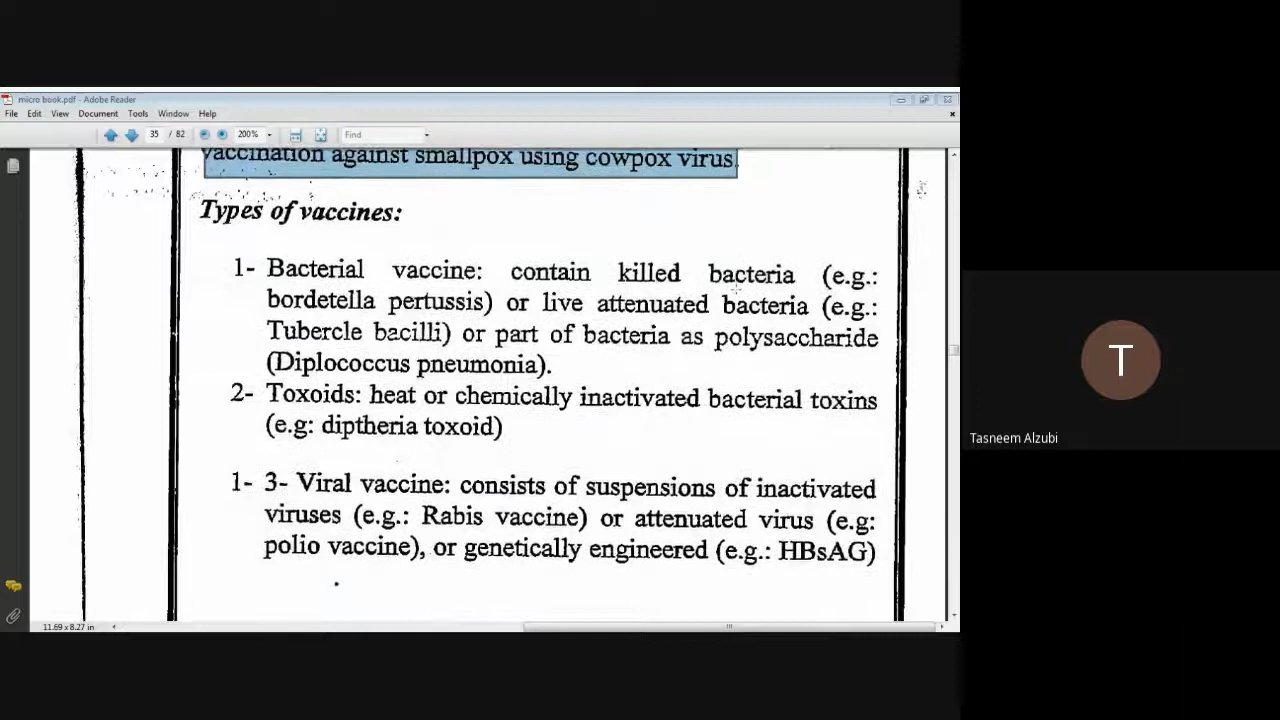 micro book.pdf - Adobe Reader
File Edit View Document Tools Window Help
35 / 82 200% Find
vaccination against smallpox using cowpox virus.
Types of vaccines:
1- Bacterial vaccine: contain killed bacteria (e.g.:
bordetella pertussis) or live attenuated bacteria (e.g.:
Tubercle bacilli) or part of bacteria as polysaccharide
(Diplococcus pneumonia).
2- Toxoids: heat or chemically inactivated bacterial toxins
(e.g: diptheria toxoid)
1- 3- Viral vaccine: consists of suspensions of inactivated
viruses (e.g.: Rabis vaccine) or attenuated virus (e.g:
polio vaccine), or genetically engineered (e.g.: HBsAG)
11.69 x 8.27 in
T
Tasneem Alzubi